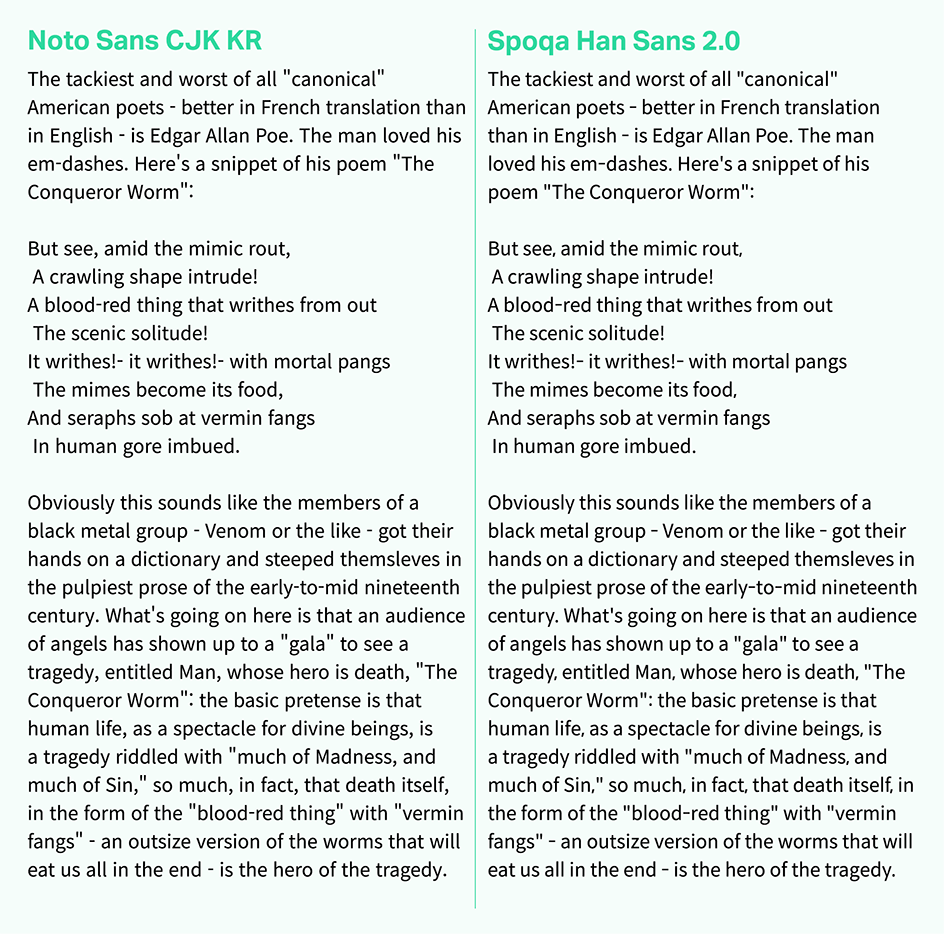 Noto Sans CJK KR
The tackiest and worst of all "canonical"
American poets - better in French translation than
in English - is Edgar Allan Poe. The man loved his
em-dashes. Here's a snippet of his poem "The
Conqueror Worm":
But see, amid the mimic rout,
A crawling shape intrude!
A blood-red thing that writhes from out
The scenic solitude!
It writhes!- it writhes!- with mortal pangs
The mimes become its food,
And seraphs sob at vermin fangs
In human gore imbued.
Obviously this sounds like the members of a
black metal group - Venom or the like - got their
hands on a dictionary and steeped themsleves in
the pulpiest prose of the early-to-mid nineteenth
century. What's going on here is that an audience
of angels has shown up to a "gala" to see a
tragedy, entitled Man, whose hero is death, "The
Conqueror Worm": the basic pretense is that
human life, as a spectacle for divine beings, is
a tragedy riddled with "much of Madness, and
much of Sin," so much, in fact, that death itself,
in the form of the "blood-red thing" with "vermin
fangs" - an outsize version of the worms that will
eat us all in the end - is the hero of the tragedy.
Spoqa Han Sans 2.0
The tackiest and worst of all "canonical"
American poets - better in French translation
than in English - is Edgar Allan Poe. The man
loved his em-dashes. Here's a snippet of his
poem "The Conqueror Worm":
But see, amid the mimic rout,
A crawling shape intrude!
A blood-red thing that writhes from out
The scenic solitude!
It writhes!- it writhes!- with mortal pangs
The mimes become its food,
And seraphs sob at vermin fangs
In human gore imbued.
Obviously this sounds like the members of a
black metal group - Venom or the like - got their
hands on a dictionary and steeped themsleves in
the pulpiest prose of the early-to-mid nineteenth
century. What's going on here is that an audience
of angels has shown up to a "gala" to see a
tragedy, entitled Man, whose hero is death, "The
Conqueror Worm": the basic pretense is that
human life, as a spectacle for divine beings, is
a tragedy riddled with "much of Madness, and
much of Sin," so much, in fact, that death itself, in
the form of the "blood-red thing" with "vermin
fangs" - an outsize version of the worms that will
eat us all in the end - is the hero of the tragedy.